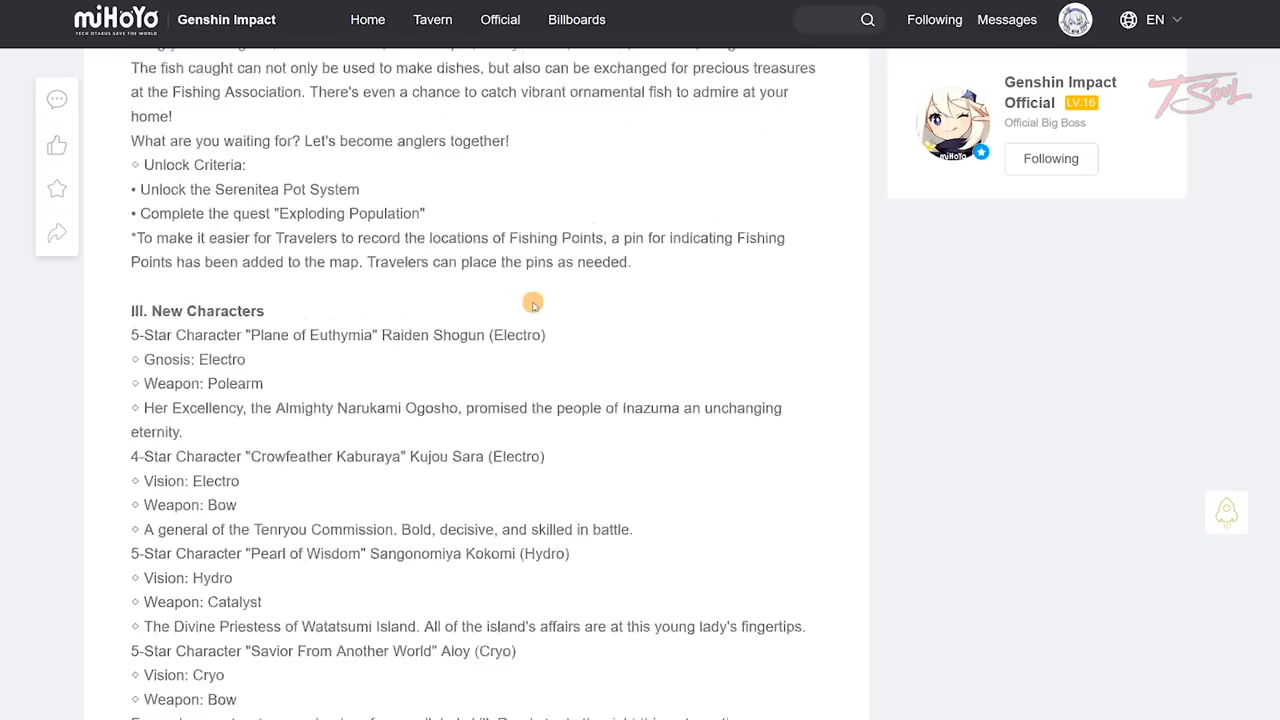 miHoYo
TECH OTAKUS SAVE THE WORLD
Genshin Impact
Home
Tavern
Official
Billboards
Following
Messages
EN
The fish caught can not only be used to make dishes, but also can be exchanged for precious treasures
at the Fishing Association. There's even a chance to catch vibrant ornamental fish to admire at your
home!
What are you waiting for? Let's become anglers together!
◇ Unlock Criteria:
• Unlock the Serenitea Pot System
• Complete the quest "Exploding Population"
*To make it easier for Travelers to record the locations of Fishing Points, a pin for indicating Fishing
Points has been added to the map. Travelers can place the pins as needed.
III. New Characters
5-Star Character "Plane of Euthymia" Raiden Shogun (Electro)
◇ Gnosis: Electro
◇ Weapon: Polearm
◇ Her Excellency, the Almighty Narukami Ogosho, promised the people of Inazuma an unchanging
eternity.
4-Star Character "Crowfeather Kaburaya" Kujou Sara (Electro)
◇ Vision: Electro
◇ Weapon: Bow
◇ A general of the Tenryou Commission. Bold, decisive, and skilled in battle.
5-Star Character "Pearl of Wisdom" Sangonomiya Kokomi (Hydro)
◇ Vision: Hydro
◇ Weapon: Catalyst
◇ The Divine Priestess of Watatsumi Island. All of the island's affairs are at this young lady's fingertips.
5-Star Character "Savior From Another World" Aloy (Cryo)
◇ Vision: Cryo
◇ Weapon: Bow
Genshin Impact
Official LV.16
Official Big Boss
miHoYo
Following
TSoul